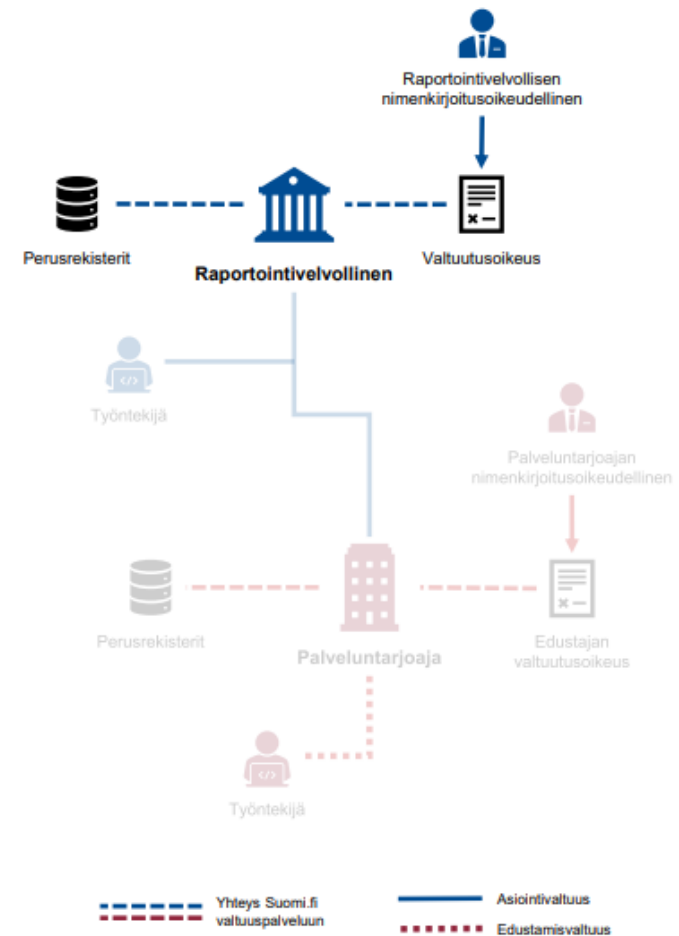 Raportointivelvollisen
nimenkirjoitusoikeudellinen
Perusrekisterit
Raportointivelvollinen
Valtuutusoikeus
Työntekijä
Palveluntarjoajan
nimenkirjoitusoikeudellinen
Perusrekisterit
Palveluntarjoaja
Edustajan
valtuutusoikeus
Työntekijä
Yhteys Suomi.fi
valtuuspalveluun
Asiointivaltuus
Edustamisvaltuus